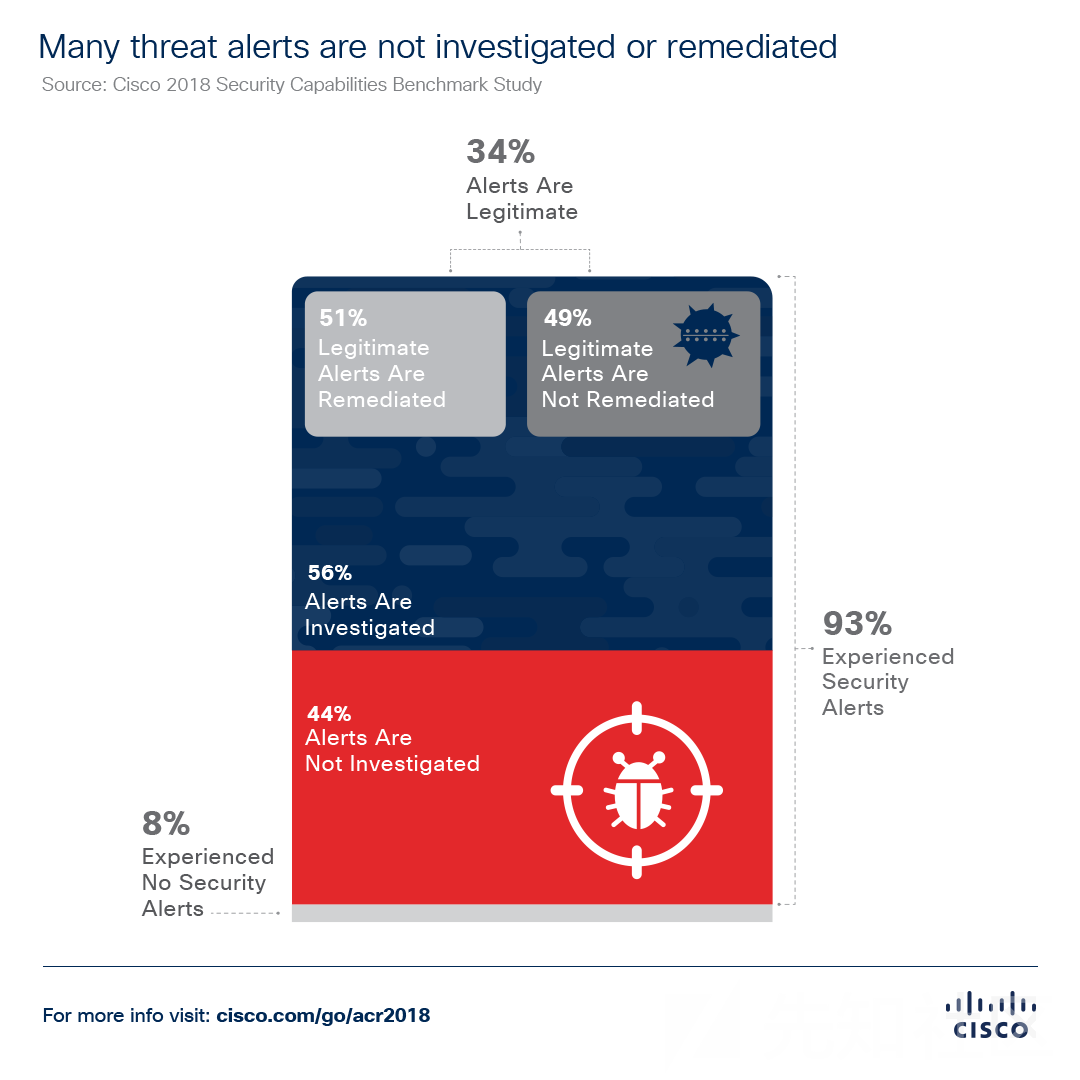 Many threat alerts are not investigated or remediated
Source: Cisco 2018 Security Capabilities Benchmark Study
34%
Alerts Are
Legitimate
51%
Legitimate
Alerts Are
Remediated
49%
Legitimate
Alerts Are
Not Remediated
56%
Alerts Are
Investigated
93%
Experienced
Security
Alerts
44%
Alerts Are
Not Investigated
8%
Experienced
No Security
Alerts
For more info visit: cisco.com/go/acr2018
CISCO